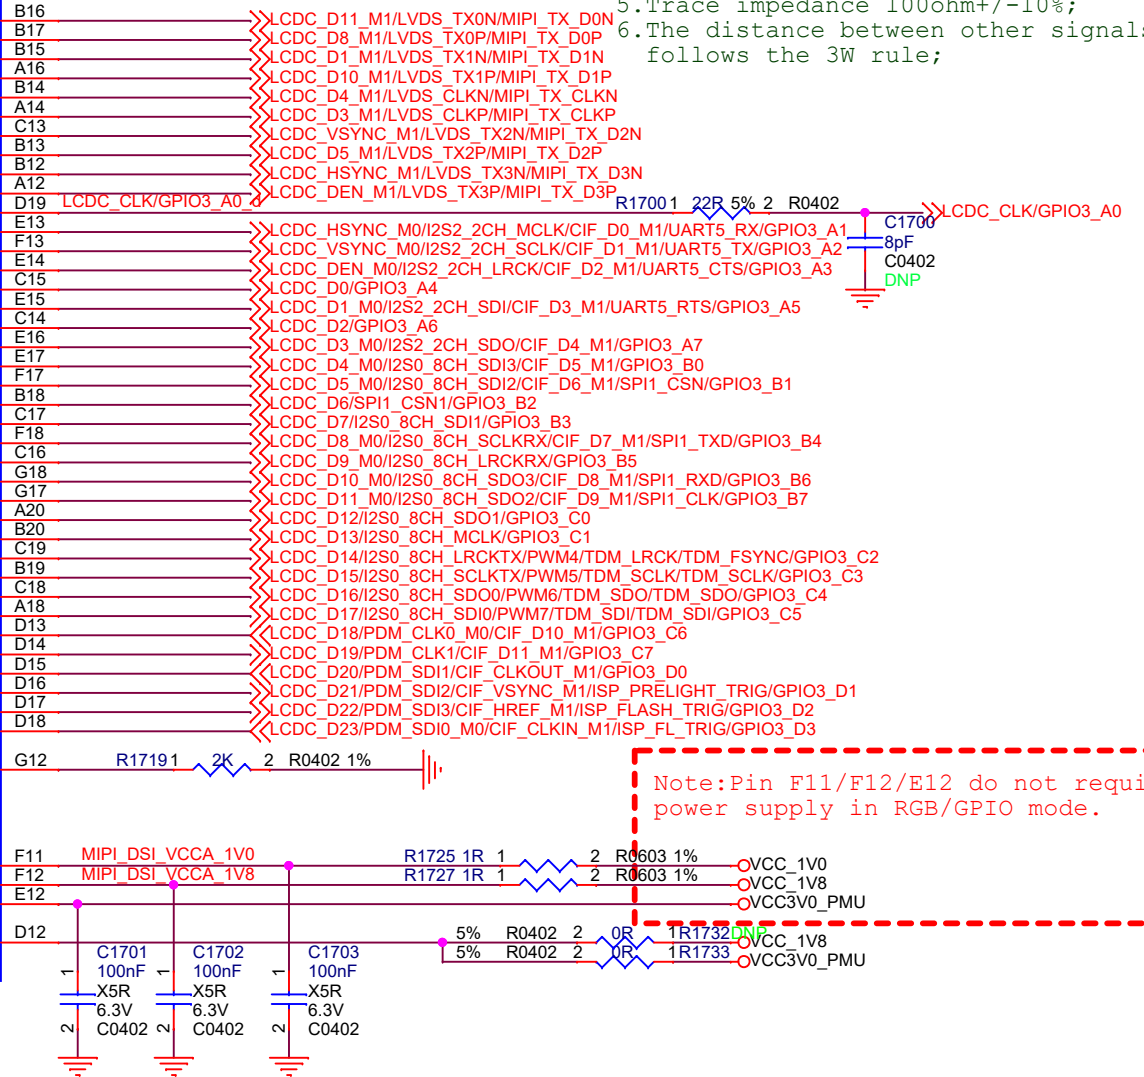 5.Trace impedance 100ohm+/-10%;
6.The distance between other signals
follows the 3W rule;
B16 LCDC_D11_M1/LVDS_TX0N/MIPI_TX_D0N
B17 LCDC_D8_M1/LVDS_TX0P/MIPI_TX_D0P
B15 LCDC_D1_M1/LVDS_TX1N/MIPI_TX_D1N
A16 LCDC_D10_M1/LVDS_TX1P/MIPI_TX_D1P
B14 LCDC_D4_M1/LVDS_CLKN/MIPI_TX_CLKN
A14 LCDC_D3_M1/LVDS_CLKP/MIPI_TX_CLKP
C13 LCDC_VSYNC_M1/LVDS_TX2N/MIPI_TX_D2N
B13 LCDC_D5_M1/LVDS_TX2P/MIPI_TX_D2P
B12 LCDC_HSYNC_M1/LVDS_TX3N/MIPI_TX_D3N
A12 LCDC_DEN_M1/LVDS_TX3P/MIPI_TX_D3P
D19 LCDC_CLK/GPIO3_A0_ R1700 1 22R 5% 2 R0402 LCDC_CLK/GPIO3_A0
C1700
8pF
C0402
DNP
E13 LCDC_HSYNC_M0/I2S2_2CH_MCLK/CIF_D0_M1/UART5_RX/GPIO3_A1
F13 LCDC_VSYNC_M0/I2S2_2CH_SCLK/CIF_D1_M1/UART5_TX/GPIO3_A2
E14 LCDC_DEN_M0/I2S2_2CH_LRCK/CIF_D2_M1/UART5_CTS/GPIO3_A3
C15 LCDC_D0/GPIO3_A4
E15 LCDC_D1_M0/I2S2_2CH_SDI/CIF_D3_M1/UART5_RTS/GPIO3_A5
C14 LCDC_D2/GPIO3_A6
E16 LCDC_D3_M0/I2S2_2CH_SDO/CIF_D4_M1/GPIO3_A7
E17 LCDC_D4_M0/I2S0_8CH_SDI3/CIF_D5_M1/GPIO3_B0
F17 LCDC_D5_M0/I2S0_8CH_SDI2/CIF_D6_M1/SPI1_CSN/GPIO3_B1
B18 LCDC_D6/SPI1_CSN1/GPIO3_B2
C17 LCDC_D7/I2S0_8CH_SDI1/GPIO3_B3
F18 LCDC_D8_M0/I2S0_8CH_SCLKRX/CIF_D7_M1/SPI1_TXD/GPIO3_B4
C16 LCDC_D9_M0/I2S0_8CH_LRCKRX/GPIO3_B5
G18 LCDC_D10_M0/I2S0_8CH_SDO3/CIF_D8_M1/SPI1_RXD/GPIO3_B6
G17 LCDC_D11_M0/I2S0_8CH_SDO2/CIF_D9_M1/SPI1_CLK/GPIO3_B7
A20 LCDC_D12/I2S0_8CH_SDO1/GPIO3_C0
B20 LCDC_D13/I2S0_8CH_MCLK/GPIO3_C1
C19 LCDC_D14/I2S0_8CH_LRCKTX/PWM4/TDM_LRCK/TDM_FSYNC/GPIO3_C2
B19 LCDC_D15/I2S0_8CH_SCLKTX/PWM5/TDM_SCLK/TDM_SCLK/GPIO3_C3
C18 LCDC_D16/I2S0_8CH_SDO0/PWM6/TDM_SDO/TDM_SDO/GPIO3_C4
A18 LCDC_D17/I2S0_8CH_SDI0/PWM7/TDM_SDI/TDM_SDI/GPIO3_C5
D13 LCDC_D18/PDM_CLK0_M0/CIF_D10_M1/GPIO3_C6
D14 LCDC_D19/PDM_CLK1/CIF_D11_M1/GPIO3_C7
D15 LCDC_D20/PDM_SDI1/CIF_CLKOUT_M1/GPIO3_D0
D16 LCDC_D21/PDM_SDI2/CIF_VSYNC_M1/ISP_PRELIGHT_TRIG/GPIO3_D1
D17 LCDC_D22/PDM_SDI3/CIF_HREF_M1/ISP_FLASH_TRIG/GPIO3_D2
D18 LCDC_D23/PDM_SDI0_M0/CIF_CLKIN_M1/ISP_FL_TRIG/GPIO3_D3
G12 R1719 1 2K 2 R0402 1%
Note:Pin F11/F12/E12 do not requi
power supply in RGB/GPIO mode.
F11 MIPI_DSI_VCCA_1V0 R1725 1R 1 2 R0603 1% VCC_1V0
F12 MIPI_DSI_VCCA_1V8 R1727 1R 1 2 R0603 1% VCC_1V8
E12 VCC3V0_PMU
D12 5% R0402 2 0R 1 R1732 DNP VCC_1V8
5% R0402 2 0R 1 R1733 VCC3V0_PMU
C1701 C1702 C1703
1 100nF 1 100nF 1 100nF
X5R X5R X5R
6.3V 6.3V 6.3V
2 C0402 2 C0402 2 C0402